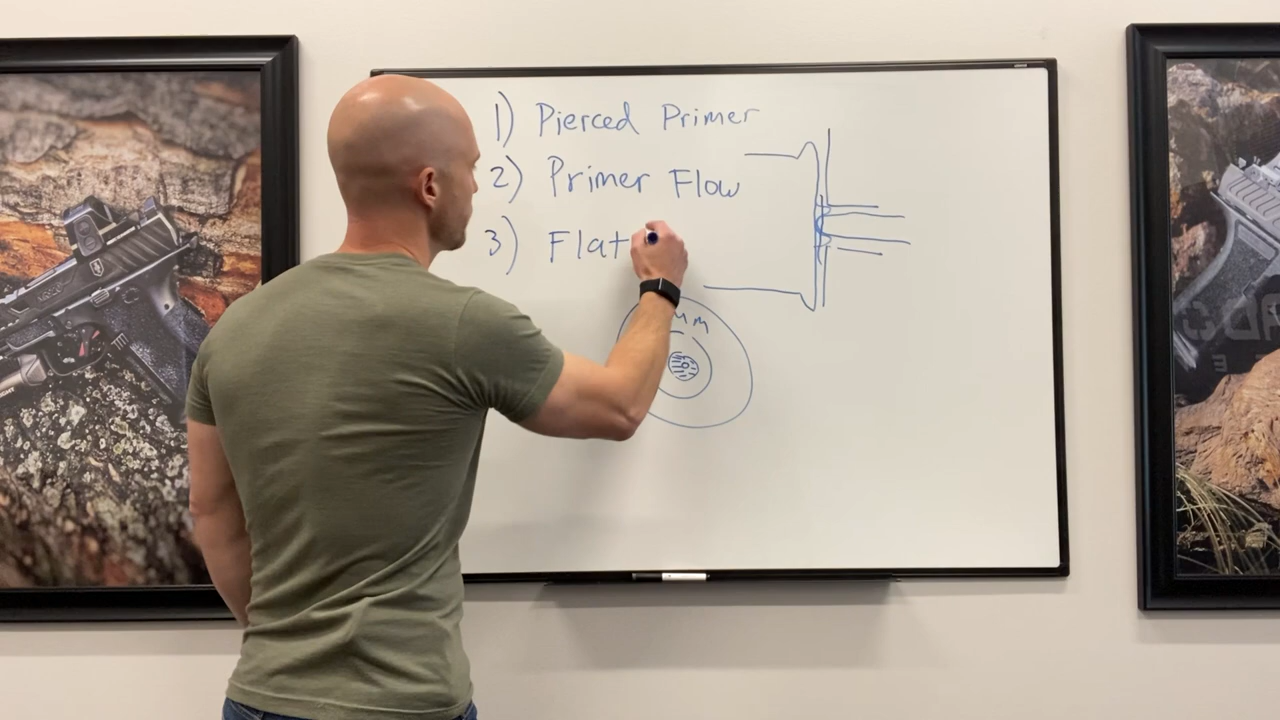 1) Pierced Primer
2) Primer Flow
3) Flat